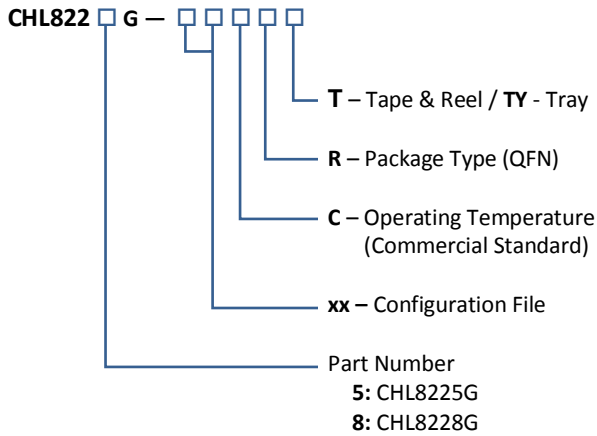 CHL822 □ G – □ □ □ □ □
T – Tape & Reel / TY - Tray
R – Package Type (QFN)
C – Operating Temperature
(Commercial Standard)
xx – Configuration File
Part Number
5: CHL8225G
8: CHL8228G